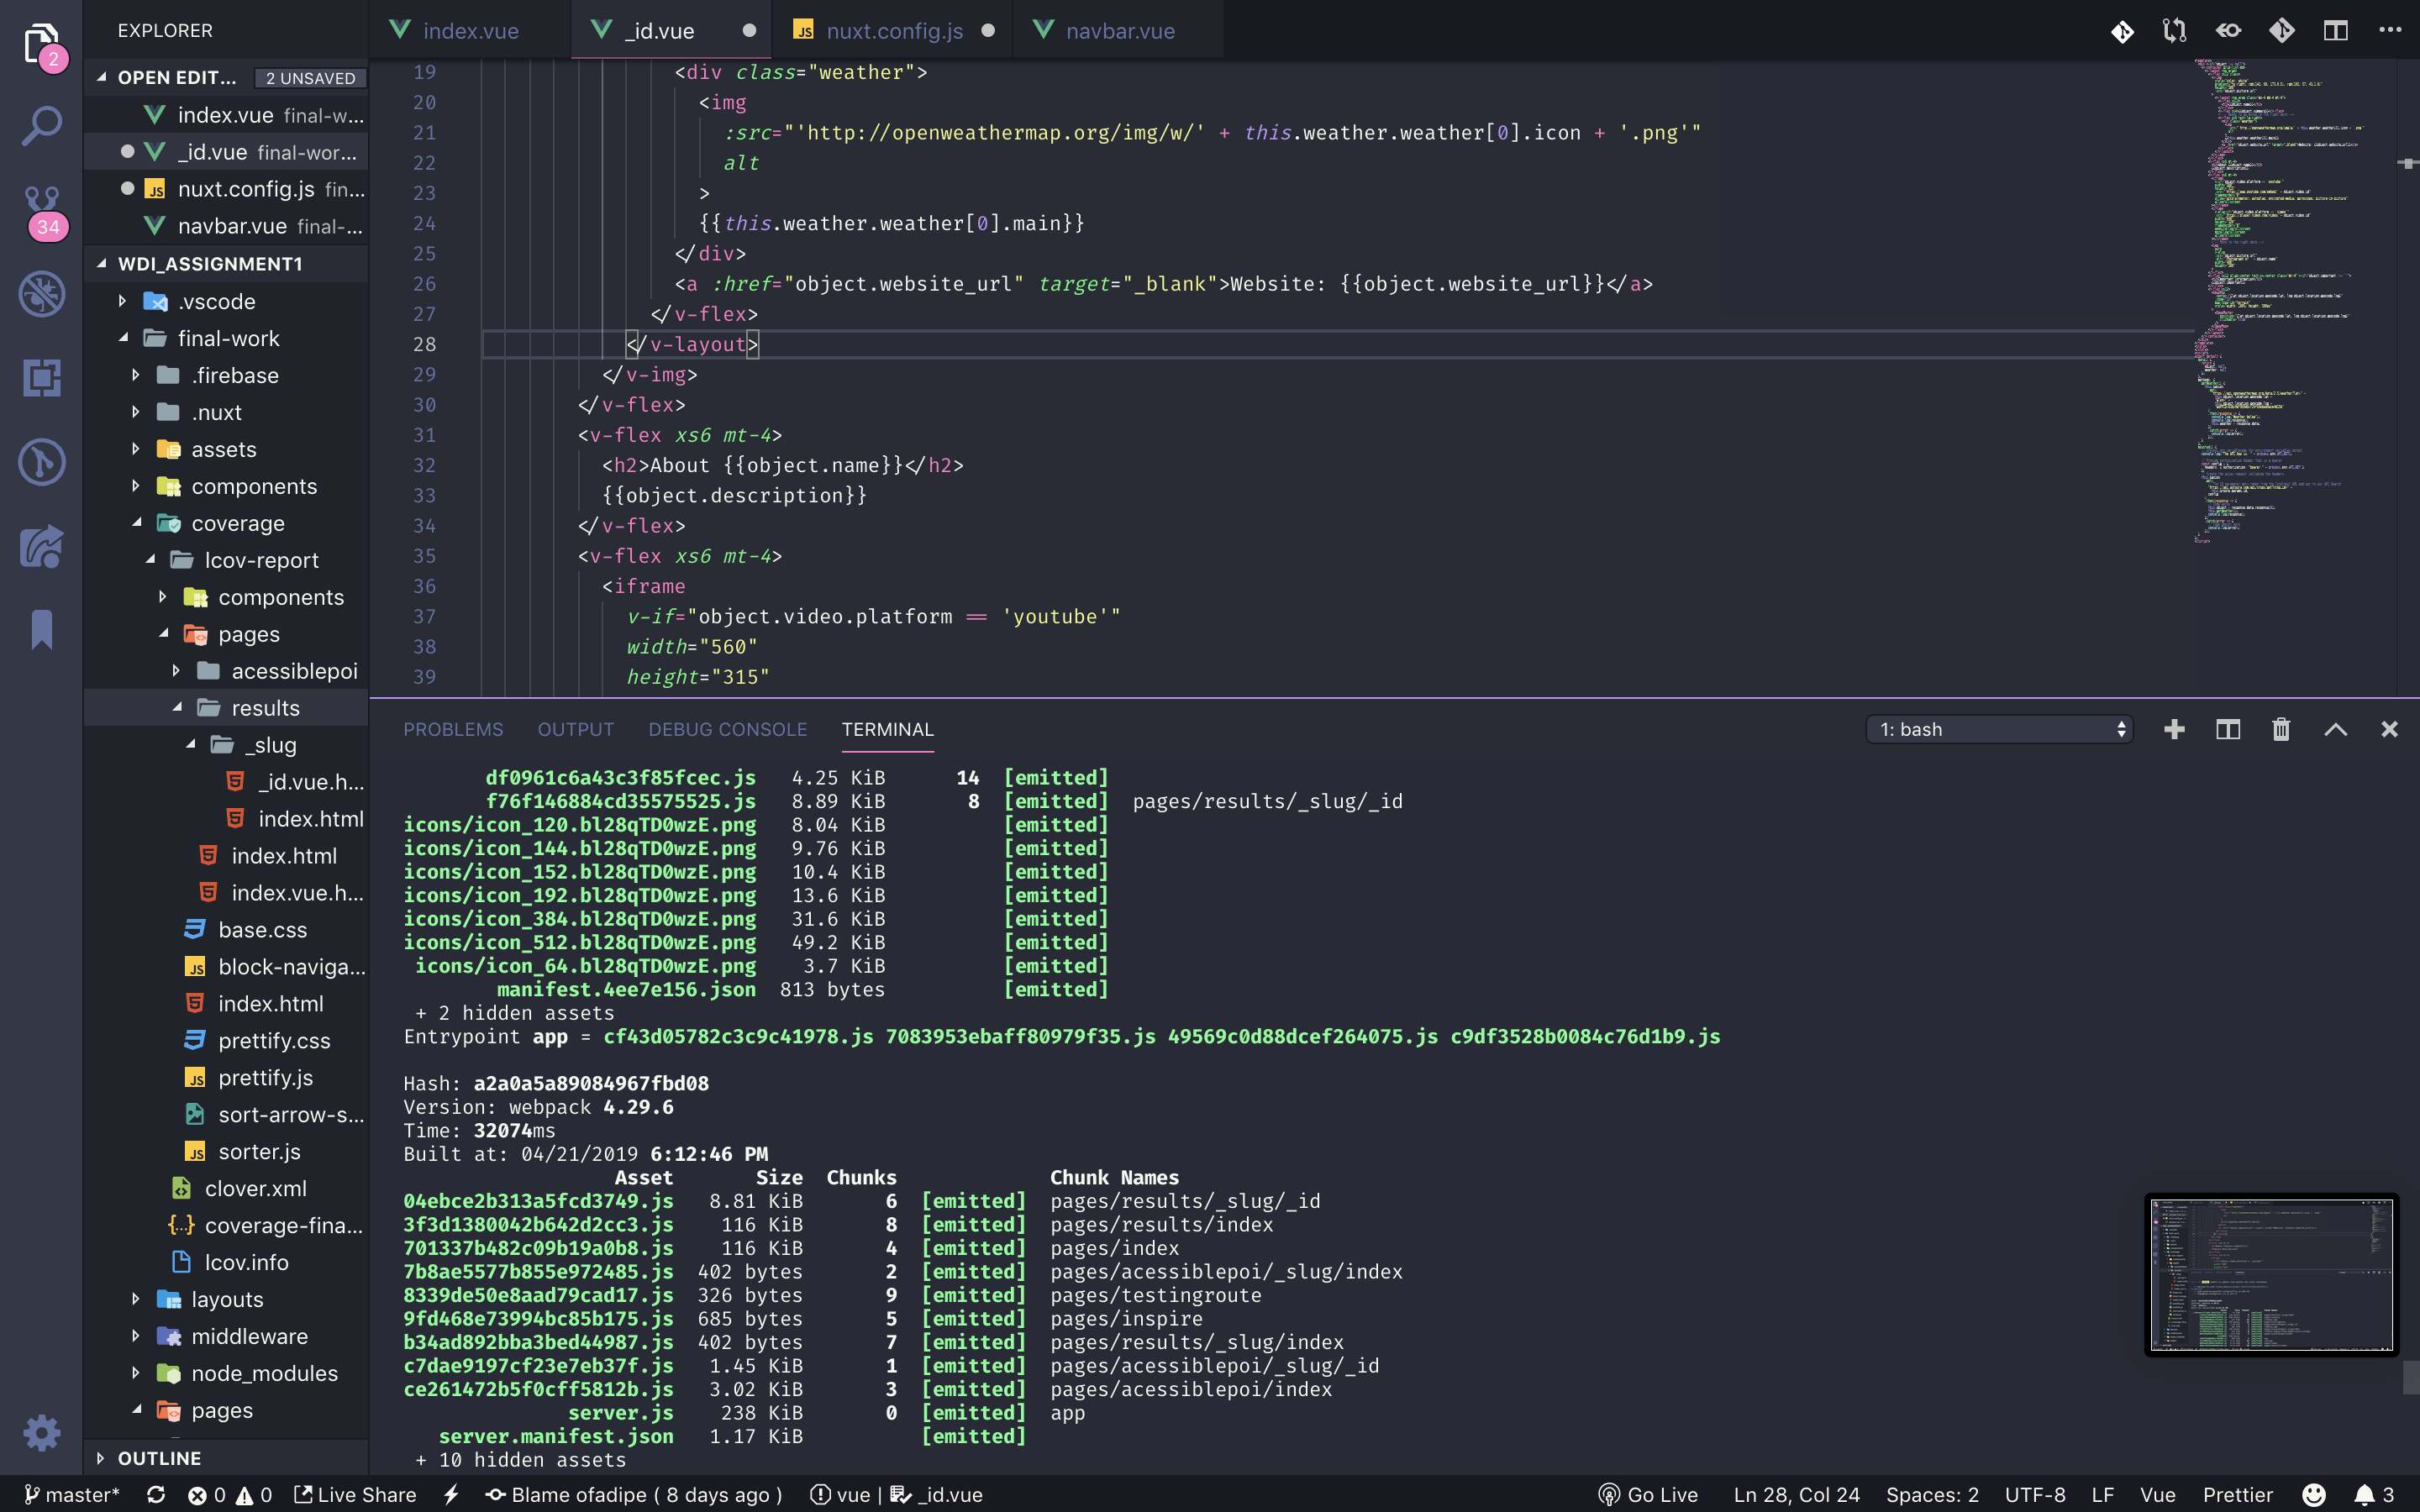 EXPLORER
index.vue
_id.vue
nuxt.config.js
navbar.vue
2
34
OPEN EDIT... 2 UNSAVED
index.vue final-w...
_id.vue final-wor...
nuxt.config.js fin...
navbar.vue final-...
WDI_ASSIGNMENT1
.vscode
final-work
.firebase
.nuxt
assets
components
coverage
lcov-report
components
pages
acessiblepoi
results
_slug
_id.vue.h...
index.html
index.html
index.vue.h...
base.css
block-naviga...
index.html
prettify.css
prettify.js
sort-arrow-s...
sorter.js
clover.xml
coverage-fina...
lcov.info
layouts
middleware
node_modules
pages
OUTLINE
19 <div class="weather">
20 <img
21 :src="'http://openweathermap.org/img/w/' + this.weather.weather[0].icon + '.png'"
22 alt
23 >
24 {{this.weather.weather[0].main}}
25 </div>
26 <a :href="object.website_url" target="_blank">Website: {{object.website_url}}</a>
27 </v-flex>
28 </v-layout>
29 </v-img>
30 </v-flex>
31 <v-flex xs6 mt-4>
32 <h2>About {{object.name}}</h2>
33 {{object.description}}
34 </v-flex>
35 <v-flex xs6 mt-4>
36 <iframe
37 v-if="object.video.platform == 'youtube'"
38 width="560"
39 height="315"
PROBLEMS OUTPUT DEBUG CONSOLE TERMINAL 1: bash
df0961c6a43c3f85fcec.js 4.25 KiB 14 [emitted]
f76f146884cd35575525.js 8.89 KiB 8 [emitted] pages/results/_slug/_id
icons/icon_120.bl28qTD0wzE.png 8.04 KiB [emitted]
icons/icon_144.bl28qTD0wzE.png 9.76 KiB [emitted]
icons/icon_152.bl28qTD0wzE.png 10.4 KiB [emitted]
icons/icon_192.bl28qTD0wzE.png 13.6 KiB [emitted]
icons/icon_384.bl28qTD0wzE.png 31.6 KiB [emitted]
icons/icon_512.bl28qTD0wzE.png 49.2 KiB [emitted]
icons/icon_64.bl28qTD0wzE.png 3.7 KiB [emitted]
manifest.4ee7e156.json 813 bytes [emitted]
+ 2 hidden assets
Entrypoint app = cf43d05782c3c9c41978.js 7083953ebaff80979f35.js 49569c0d88dcef264075.js c9df3528b0084c76d1b9.js
Hash: a2a0a5a89084967fbd08
Version: webpack 4.29.6
Time: 32074ms
Built at: 04/21/2019 6:12:46 PM
Asset Size Chunks Chunk Names
04ebce2b313a5fcd3749.js 8.81 KiB 6 [emitted] pages/results/_slug/_id
3f3d1380042b642d2cc3.js 116 KiB 8 [emitted] pages/results/index
701337b482c09b19a0b8.js 116 KiB 4 [emitted] pages/index
7b8ae5577b855e972485.js 402 bytes 2 [emitted] pages/acessiblepoi/_slug/index
8339de50e8aad79cad17.js 326 bytes 9 [emitted] pages/testingroute
9fd468e73994bc85b175.js 685 bytes 5 [emitted] pages/inspire
b34ad892bba3bed44987.js 402 bytes 7 [emitted] pages/results/_slug/index
c7dae9197cf23e7eb37f.js 1.45 KiB 1 [emitted] pages/acessiblepoi/_slug/_id
ce261472b5f0cff5812b.js 3.02 KiB 3 [emitted] pages/acessiblepoi/index
server.js 238 KiB 0 [emitted] app
server.manifest.json 1.17 KiB [emitted]
+ 10 hidden assets
master* 0 0 Live Share Blame ofadipe ( 8 days ago ) vue | _id.vue Go Live Ln 28, Col 24 Spaces: 2 UTF-8 LF Vue Prettier 3